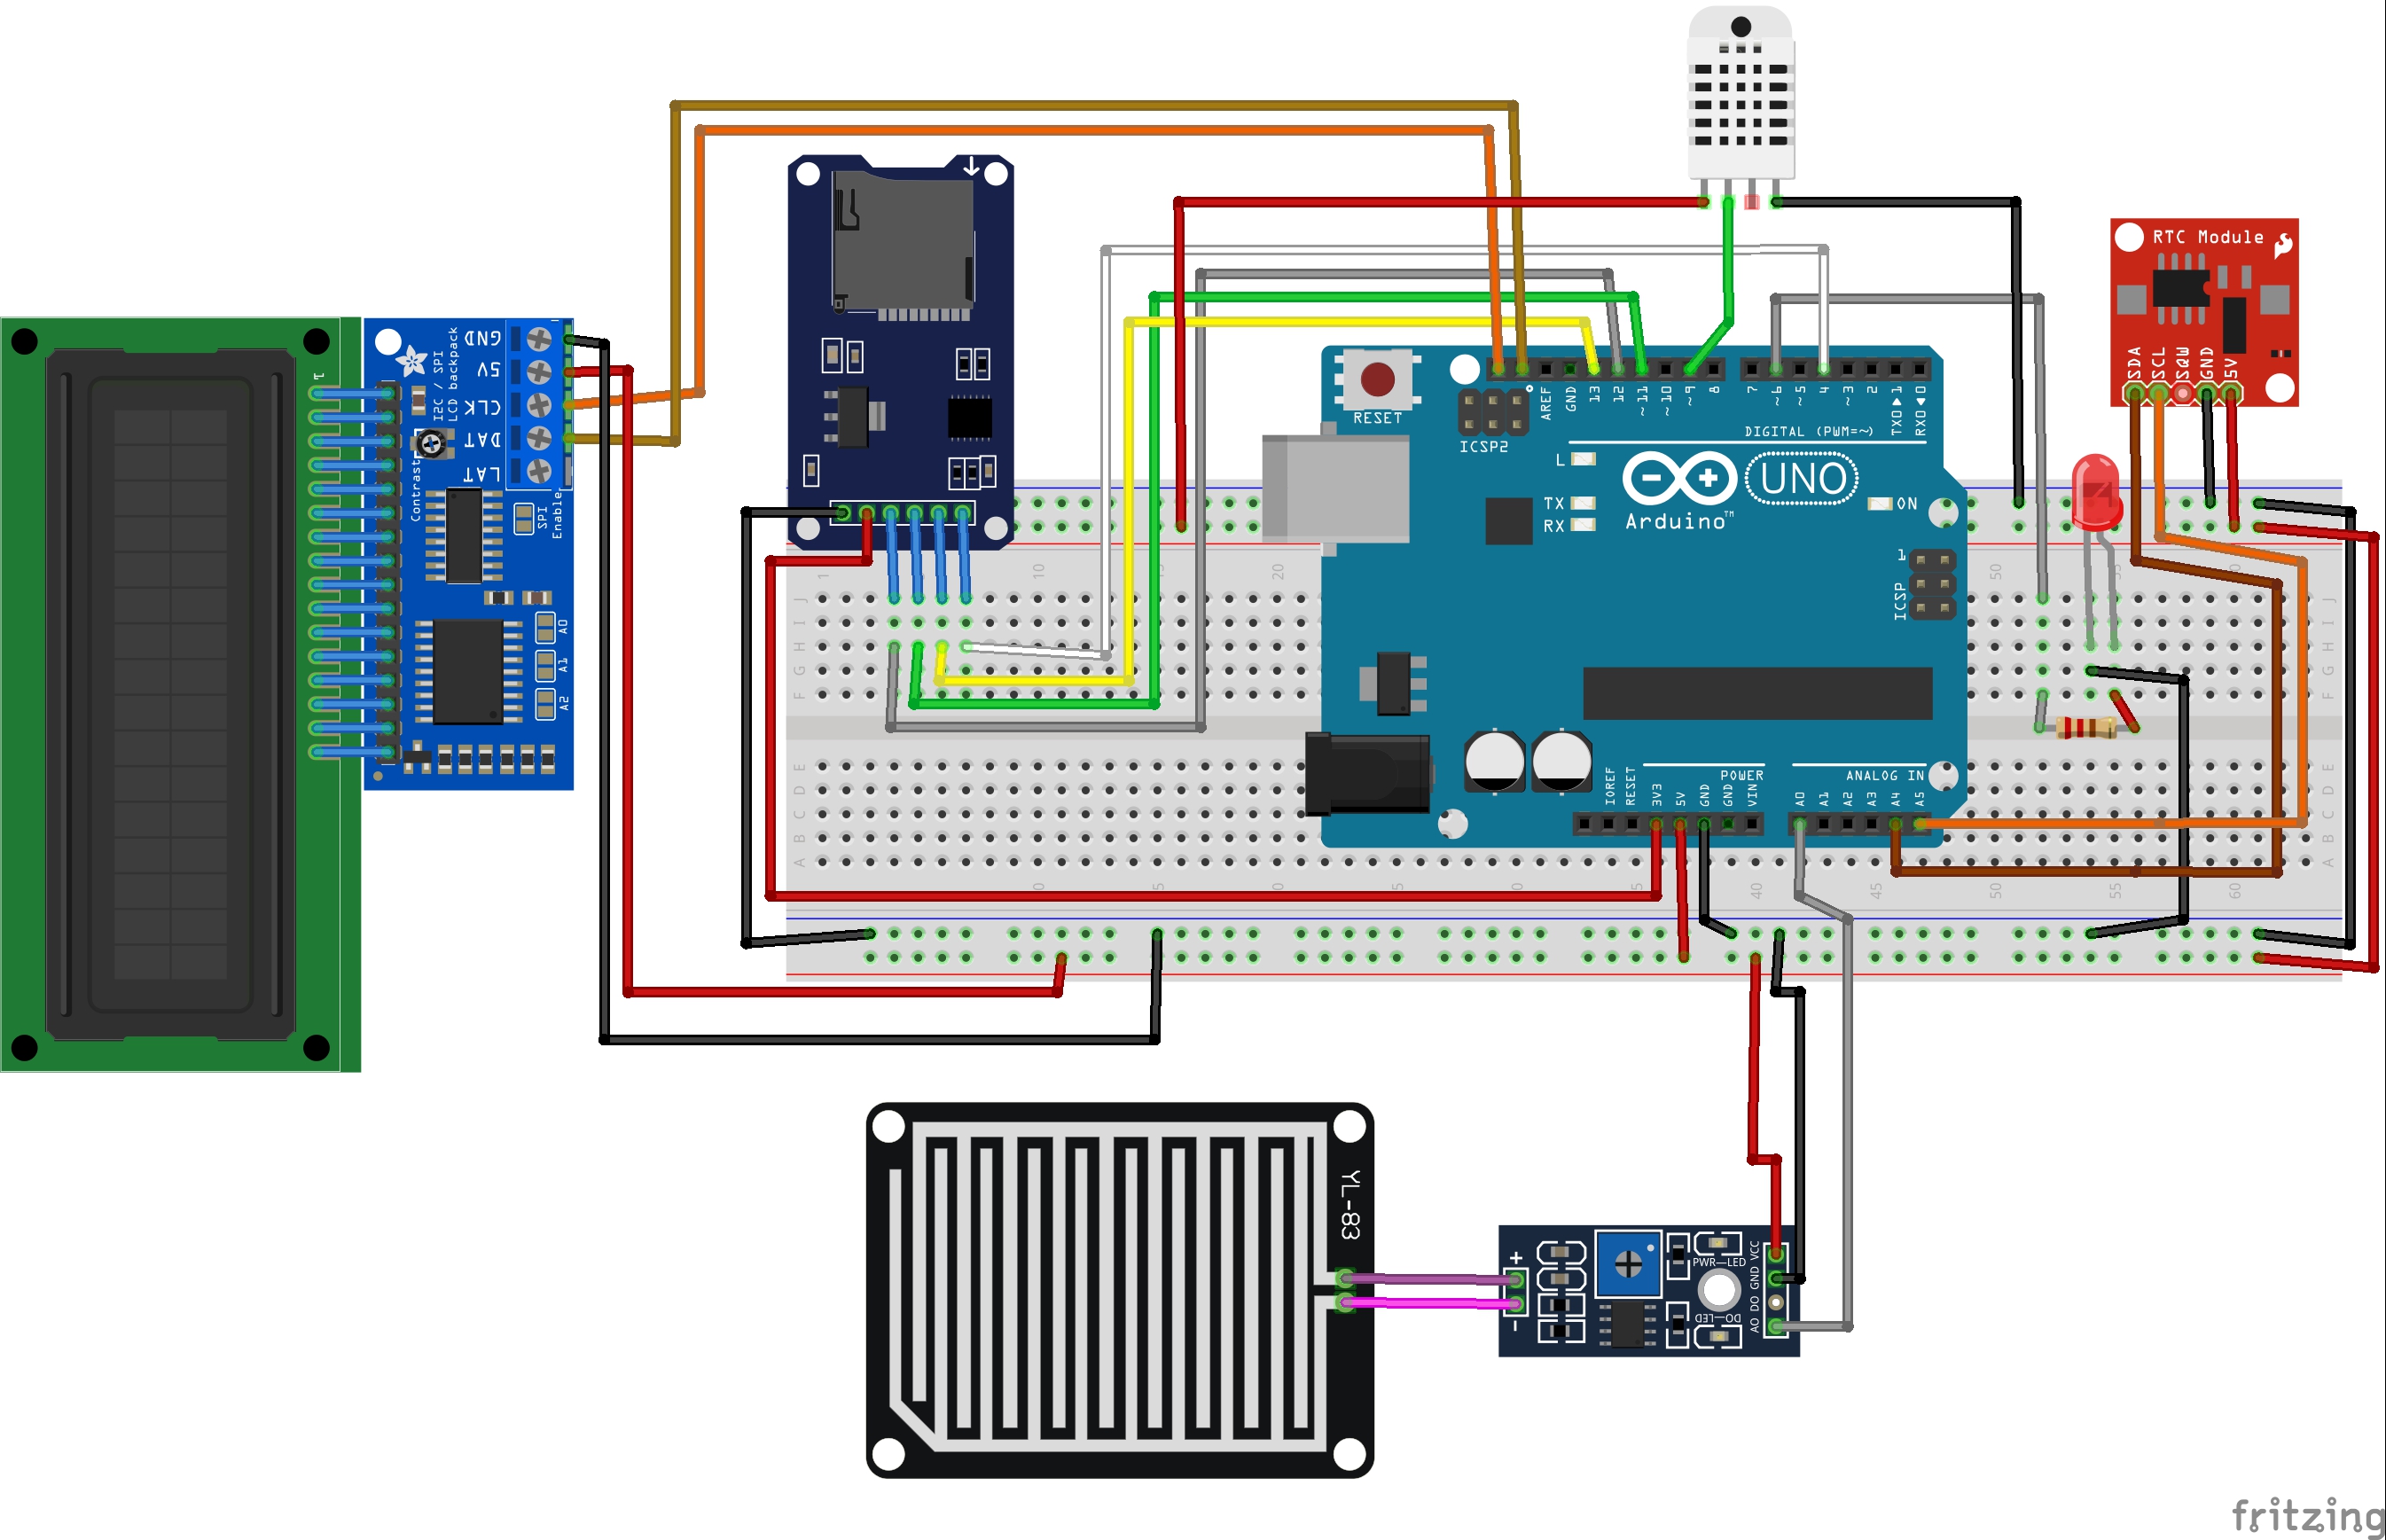 RTC Module
SDA
SCL
SQW
GND
5V
GND
5V
CLK
DAT
LAT
I2C / SPI
LCD backpack
Contrast
SPI
Enable
A0
A1
A2
1
RESET
ICSP2
AREF
GND
13
12
~11
~10
~9
8
7
~6
~5
4
~3
2
TX0▶1
RX0◀0
DIGITAL (PWM=~)
L
TX
RX
ON
UNO
Arduino™
1
ICSP
IOREF
RESET
3V3
5V
GND
GND
VIN
POWER
A0
A1
A2
A3
A4
A5
ANALOG IN
1
10
20
50
J
I
H
G
F
E
D
C
B
A
J
I
H
G
F
E
D
C
B
A
40
45
50
55
60
YL-83
+
-
PWR-LED
DO-LED
VCC
GND
DO
AO
fritzing